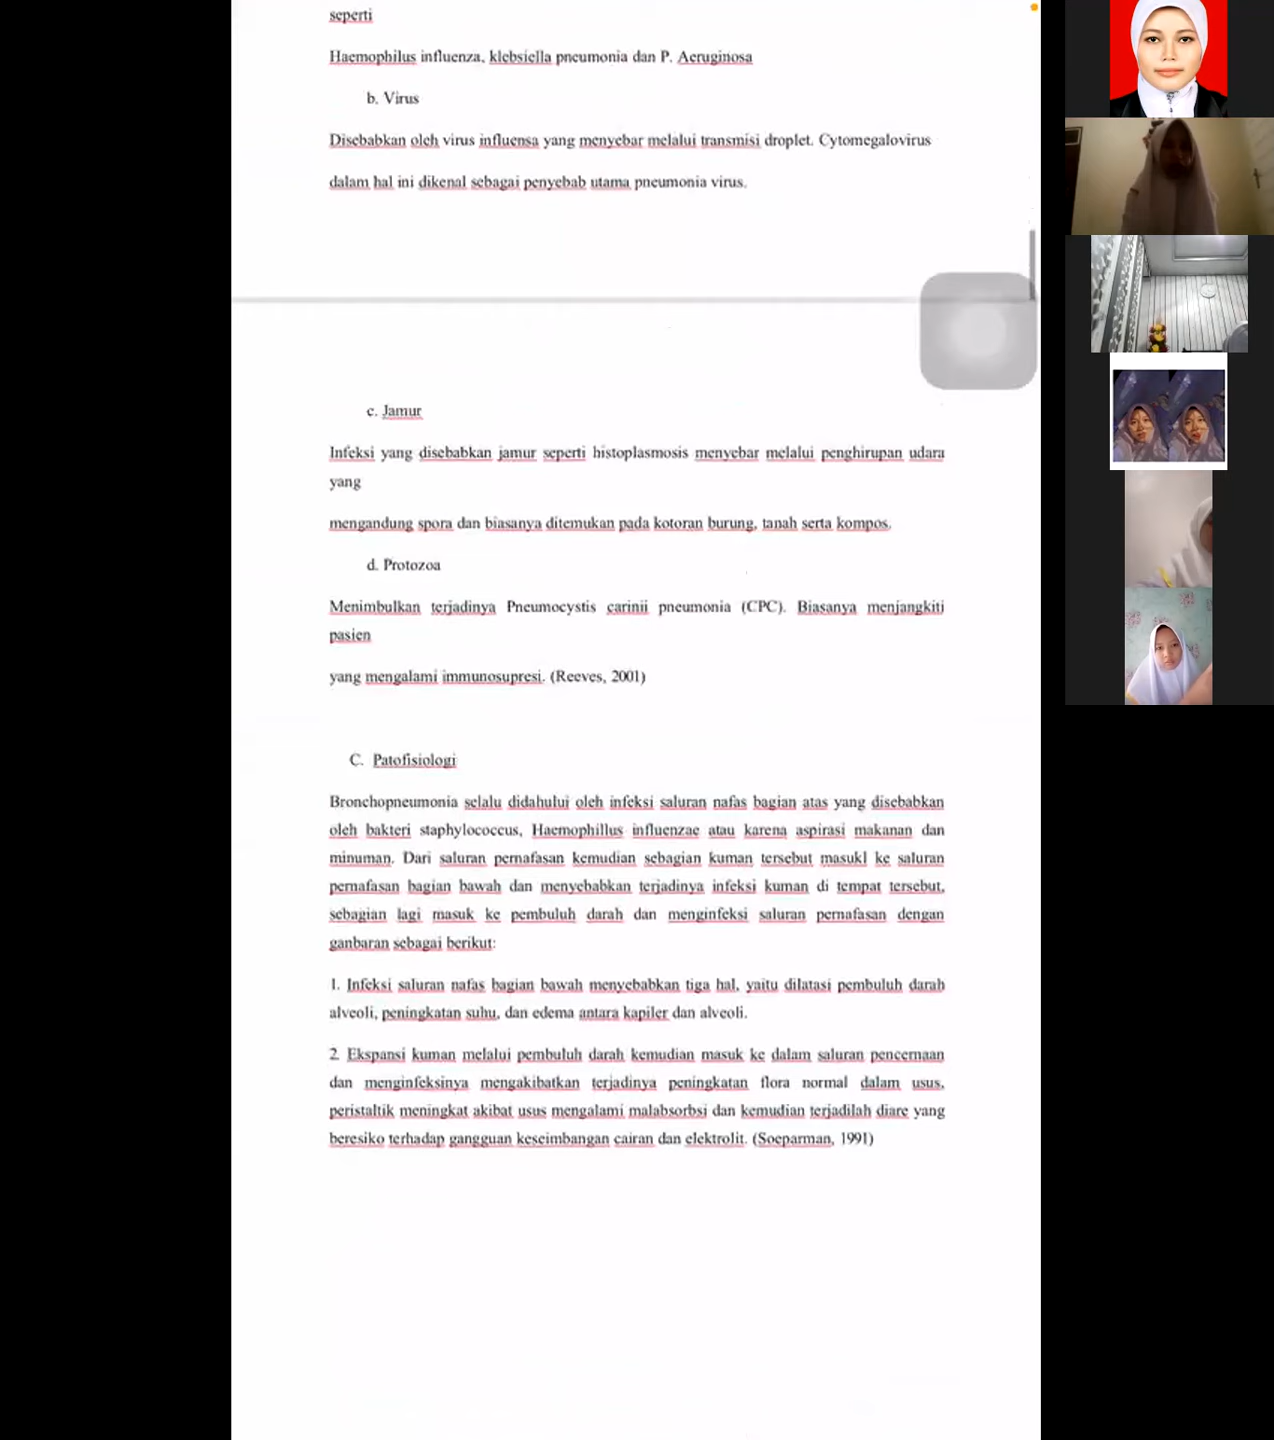 seperti
Haemophilus influenza, klebsiella pneumonia dan P. Aeruginosa
b. Virus
Disebabkan oleh virus influensa yang menyebar melalui transmisi droplet. Cytomegalovirus
dalam hal ini dikenal sebagai penyebab utama pneumonia virus.
c. Jamur
Infeksi yang disebabkan jamur seperti histoplasmosis menyebar melalui penghirupan udara
yang
mengandung spora dan biasanya ditemukan pada kotoran burung, tanah serta kompos.
d. Protozoa
Menimbulkan terjadinya Pneumocystis carinii pneumonia (CPC). Biasanya menjangkiti
pasien
yang mengalami immunosupresi. (Reeves, 2001)
C. Patofisiologi
Bronchopneumonia selalu didahului oleh infeksi saluran nafas bagian atas yang disebabkan
oleh bakteri staphylococcus, Haemophillus influenzae atau karena aspirasi makanan dan
minuman. Dari saluran pernafasan kemudian sebagian kuman tersebut masukl ke saluran
pernafasan bagian bawah dan menyebabkan terjadinya infeksi kuman di tempat tersebut,
sebagian lagi masuk ke pembuluh darah dan menginfeksi saluran pernafasan dengan
ganbaran sebagai berikut:
1. Infeksi saluran nafas bagian bawah menyebabkan tiga hal, yaitu dilatasi pembuluh darah
alveoli, peningkatan suhu, dan edema antara kapiler dan alveoli.
2. Ekspansi kuman melalui pembuluh darah kemudian masuk ke dalam saluran pencernaan
dan menginfeksinya mengakibatkan terjadinya peningkatan flora normal dalam usus,
peristaltik meningkat akibat usus mengalami malabsorbsi dan kemudian terjadilah diare yang
beresiko terhadap gangguan keseimbangan cairan dan elektrolit. (Soeparman, 1991)